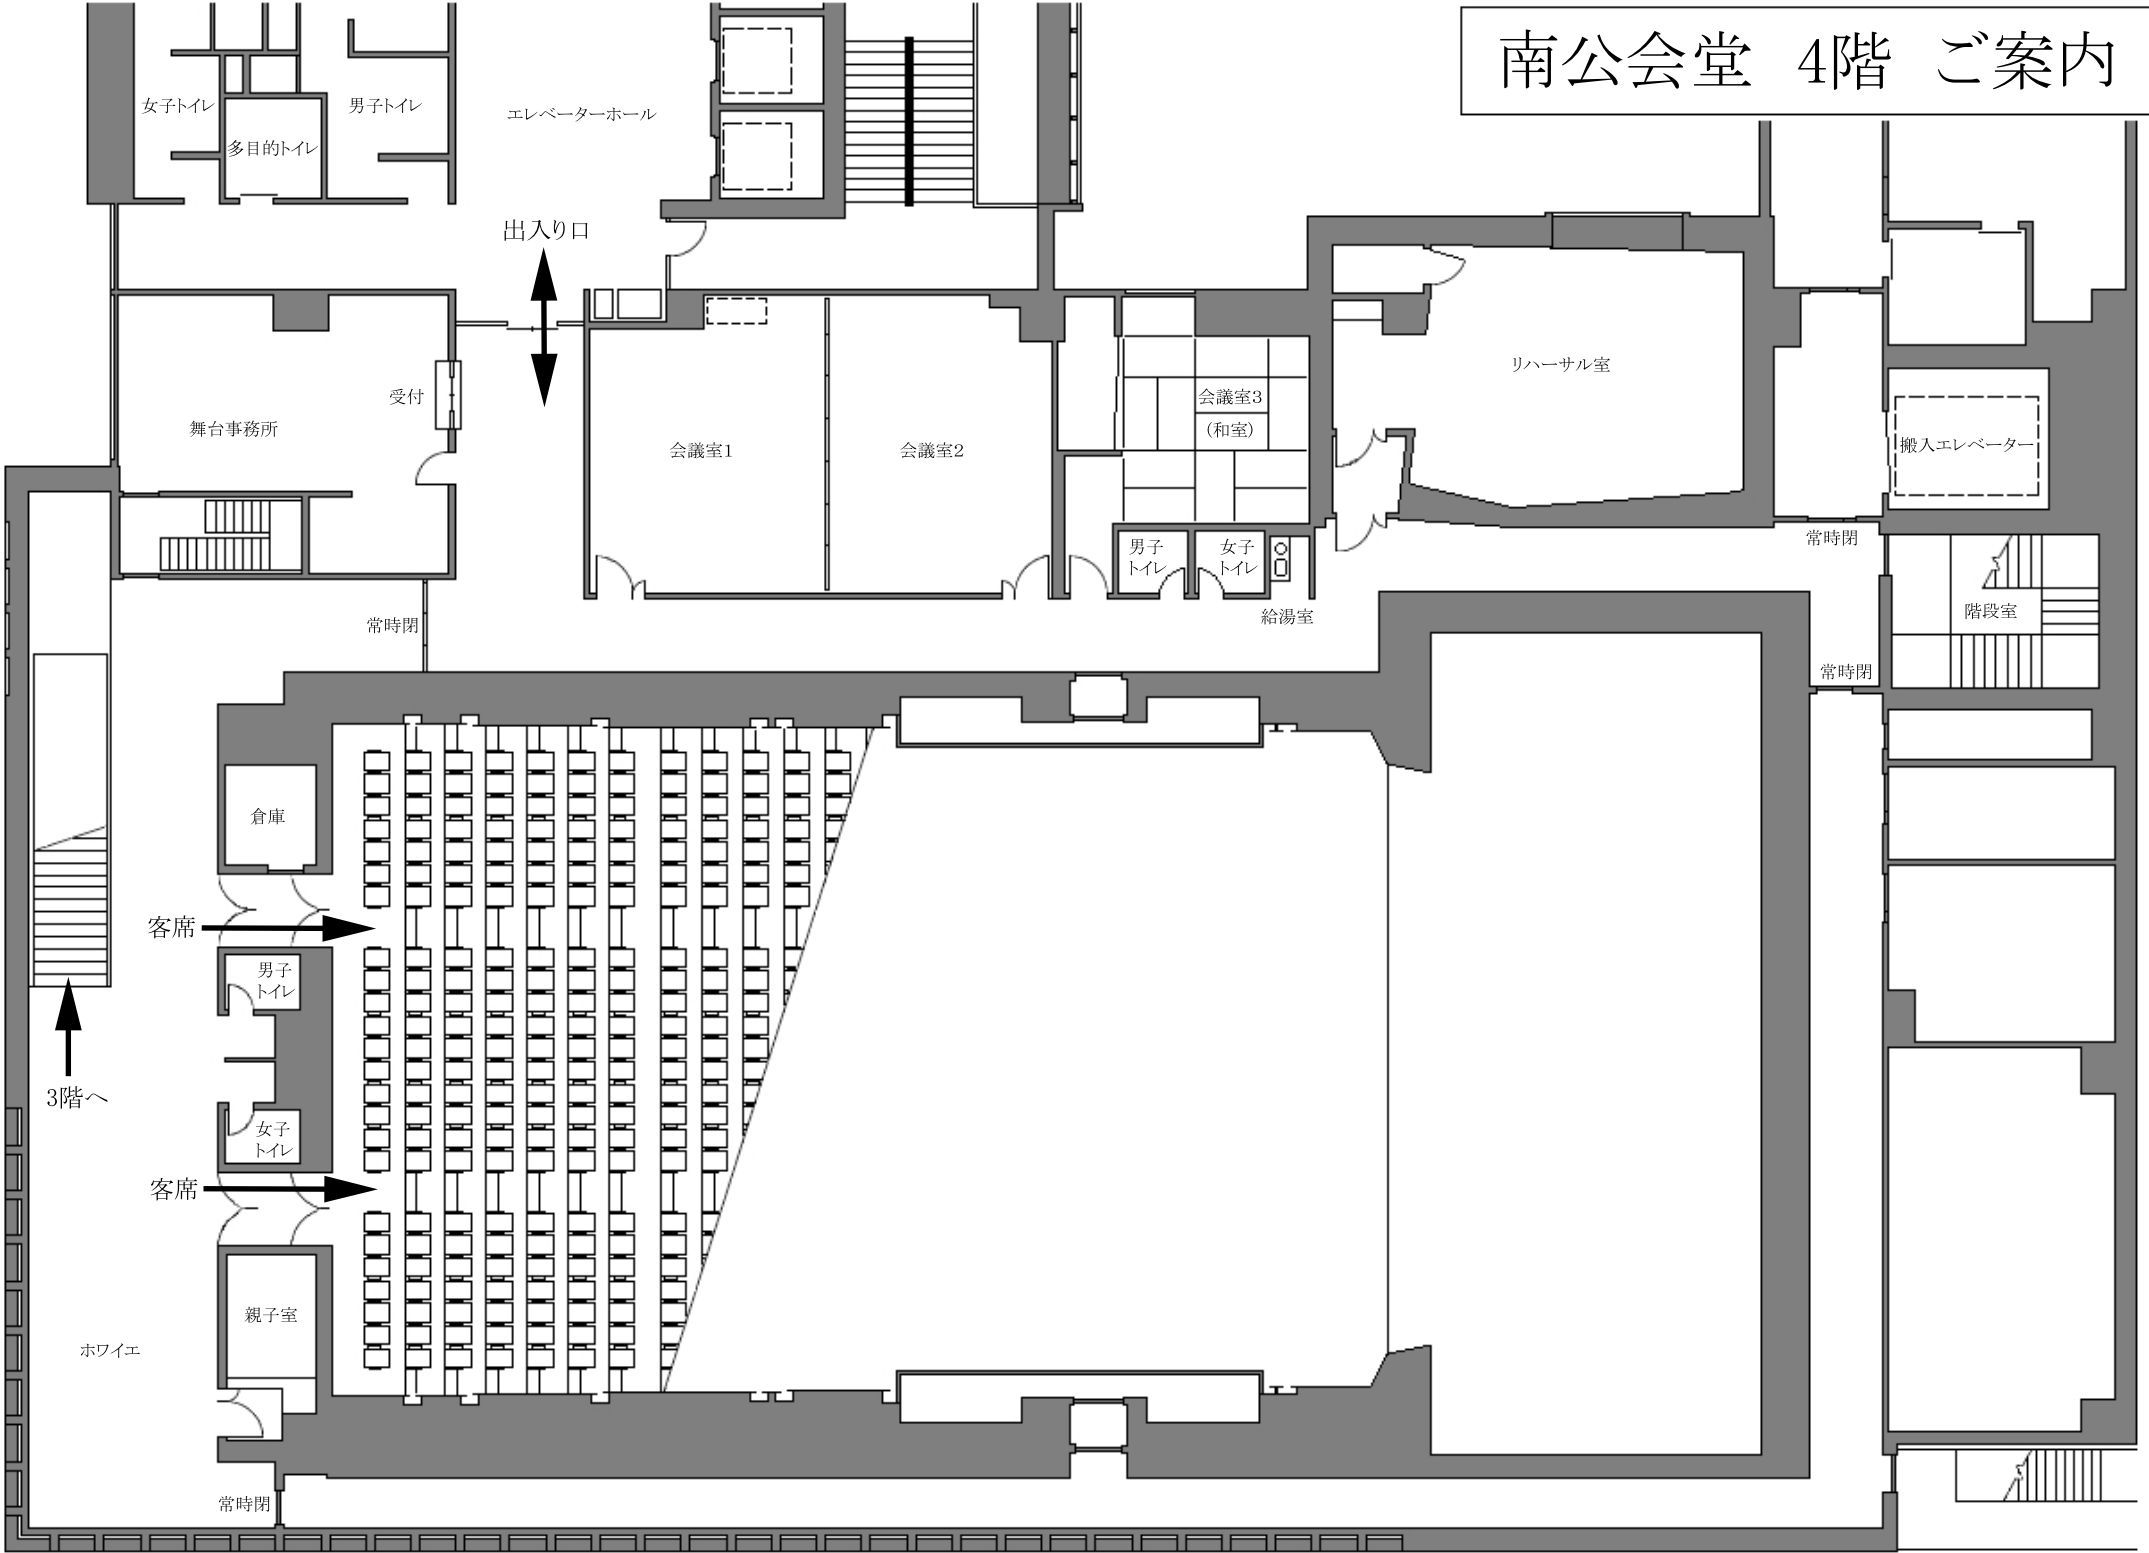 南公会堂 4階 ご案内
女子トイレ
男子トイレ
多目的トイレ
エレベーターホール
出入り口
受付
舞台事務所
会議室1
会議室2
会議室3
(和室)
リハーサル室
搬入エレベーター
男子
トイレ
女子
トイレ
給湯室
常時閉
階段室
常時閉
常時閉
倉庫
客席
男子
トイレ
3階へ
女子
トイレ
客席
親子室
ホワイエ
常時閉